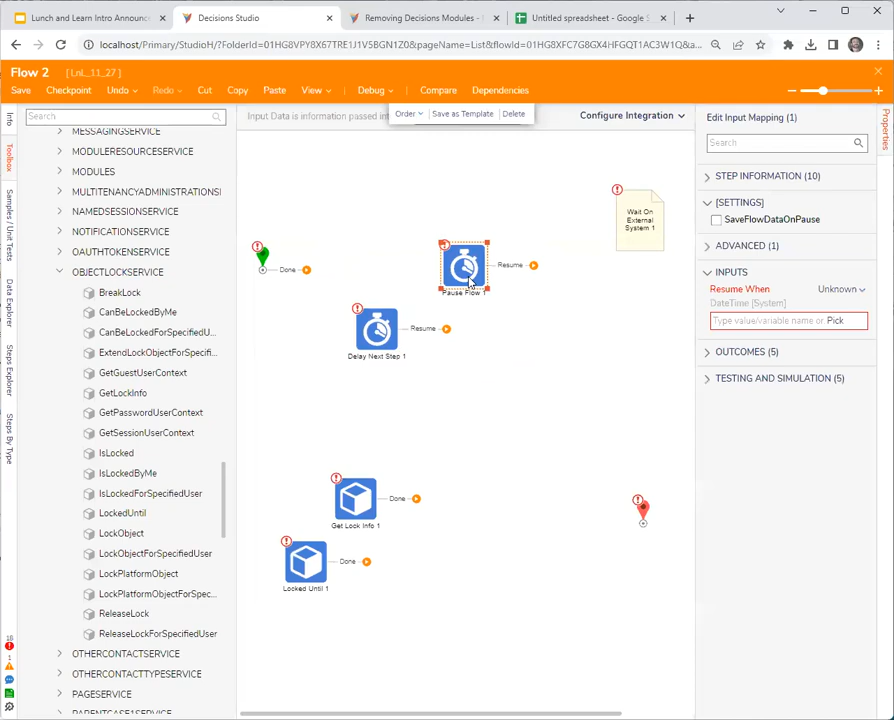 Lunch and Learn Intro Announc
Decisions Studio
Removing Decisions Modules -
Untitled spreadsheet - Google S
localhost/Primary/StudioH/?FolderId=01HG8VPY8X67TRE1J1V5BGN1Z0&pageName=List&flowId=01HG8XFC7G8GX4HFGQT1AC3W1Q&a...
Flow 2 [LnL_11_27]
Save Checkpoint Undo Redo Cut Copy Paste View Debug Compare Dependencies
Order Save as Template Delete
Info
Toolbox
Samples / Unit Tests
Data Explorer
Steps Explorer
Steps By Type
16
1
Search
MESSAGINGSERVICE
MODULERESOURCESERVICE
MODULES
MULTITENANCYADMINISTRATIONSI
NAMEDSESSIONSERVICE
NOTIFICATIONSERVICE
OAUTHTOKENSERVICE
OBJECTLOCKSERVICE
BreakLock
CanBeLockedByMe
CanBeLockedForSpecifiedU...
ExtendLockObjectForSpecifi...
GetGuestUserContext
GetLockInfo
GetPasswordUserContext
GetSessionUserContext
IsLocked
IsLockedByMe
IsLockedForSpecifiedUser
LockedUntil
LockObject
LockObjectForSpecifiedUser
LockPlatformObject
LockPlatformObjectForSpec...
ReleaseLock
ReleaseLockForSpecifiedUser
OTHERCONTACTSERVICE
OTHERCONTACTTYPESERVICE
PAGESERVICE
PARENTCASE1SERVICE
Input Data is information passed int
Configure Integration
Wait On
External
System 1
Done
Resume
Pause Flow 1
Resume
Delay Next Step 1
Done
Get Lock Info 1
Done
Locked Until 1
Edit Input Mapping (1)
Search
STEP INFORMATION (10)
[SETTINGS]
SaveFlowDataOnPause
ADVANCED (1)
INPUTS
Resume When Unknown
DateTime [System]
Type value/variable name or Pick
OUTCOMES (5)
TESTING AND SIMULATION (5)
Properties